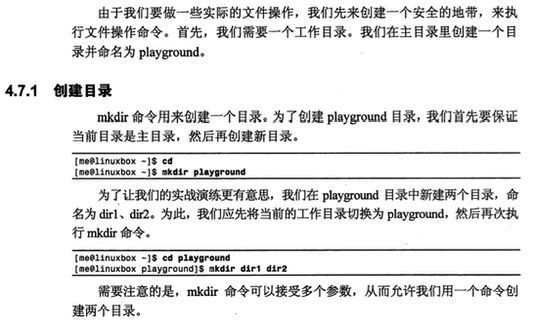 由于我们要做一些实际的文件操作，我们先来创建一个安全的地带，来执
行文件操作命令。首先，我们需要一个工作目录。我们在主目录里创建一个目
录并命名为 playground。
4.7.1 创建目录
mkdir 命令用来创建一个目录。为了创建 playground 目录，我们首先要保证
当前目录是主目录，然后再创建新目录。
[me@linuxbox ~]$ cd
[me@linuxbox ~]$ mkdir playground
为了让我们的实战演练更有意思，我们在 playground 目录中新建两个目录，命
名为 dir1、dir2。为此，我们应先将当前的工作目录切换为 playground，然后再次执
行 mkdir 命令。
[me@linuxbox ~]$ cd playground
[me@linuxbox playground]$ mkdir dir1 dir2
需要注意的是，mkdir 命令可以接受多个参数，从而允许我们用一个命令创
建两个目录。